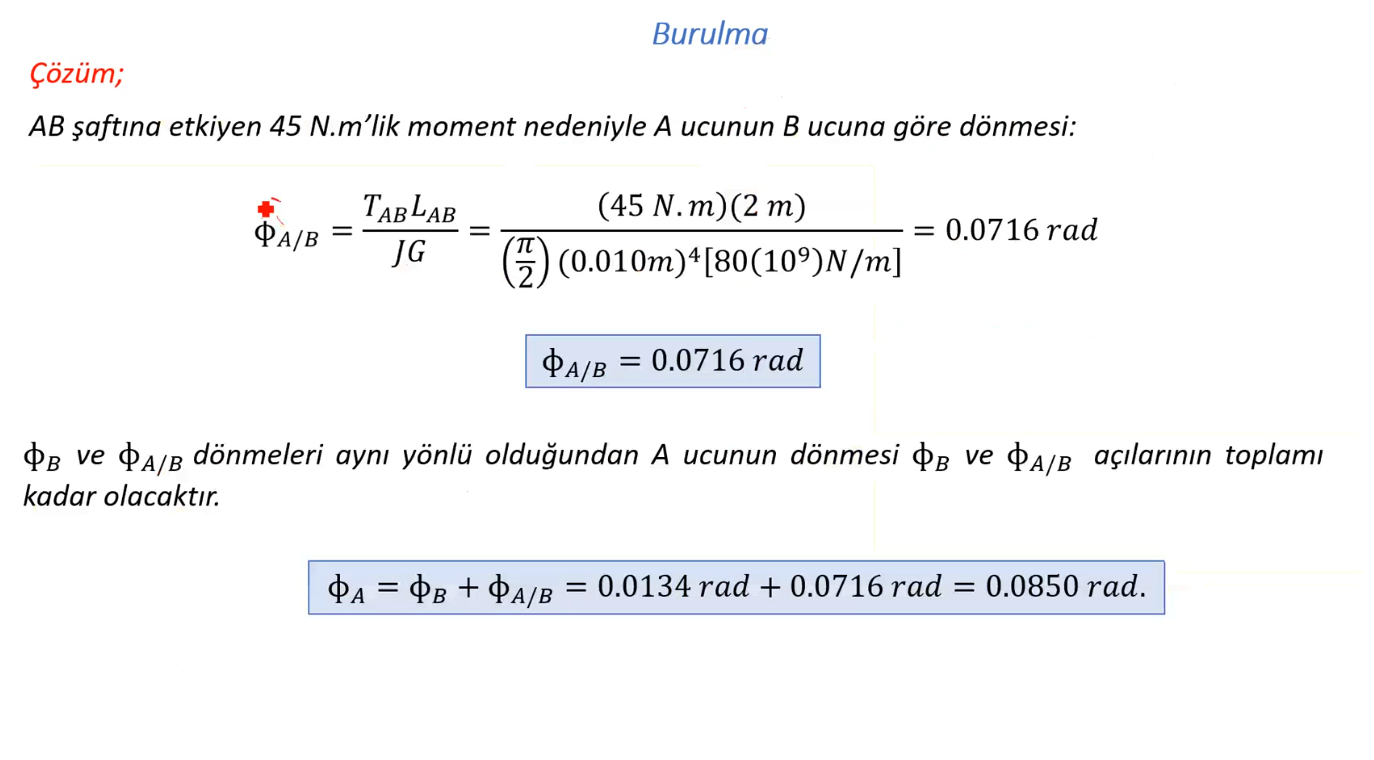 Burulma
Çözüm;
AB şaftına etkiyen 45 N.m’lik moment nedeniyle A ucunun B ucuna göre dönmesi:
ϕ_{A/B} = \frac{T_{AB}L_{AB}}{JG} = \frac{(45 N.m)(2 m)}{(\frac{π}{2})(0.010m)^4[80(10^9)N/m]} = 0.0716 rad
ϕ_{A/B} = 0.0716 rad
ϕ_B ve ϕ_{A/B} dönmeleri aynı yönlü olduğundan A ucunun dönmesi ϕ_B ve ϕ_{A/B} açılarının toplamı
kadar olacaktır.
ϕ_A = ϕ_B + ϕ_{A/B} = 0.0134 rad + 0.0716 rad = 0.0850 rad.